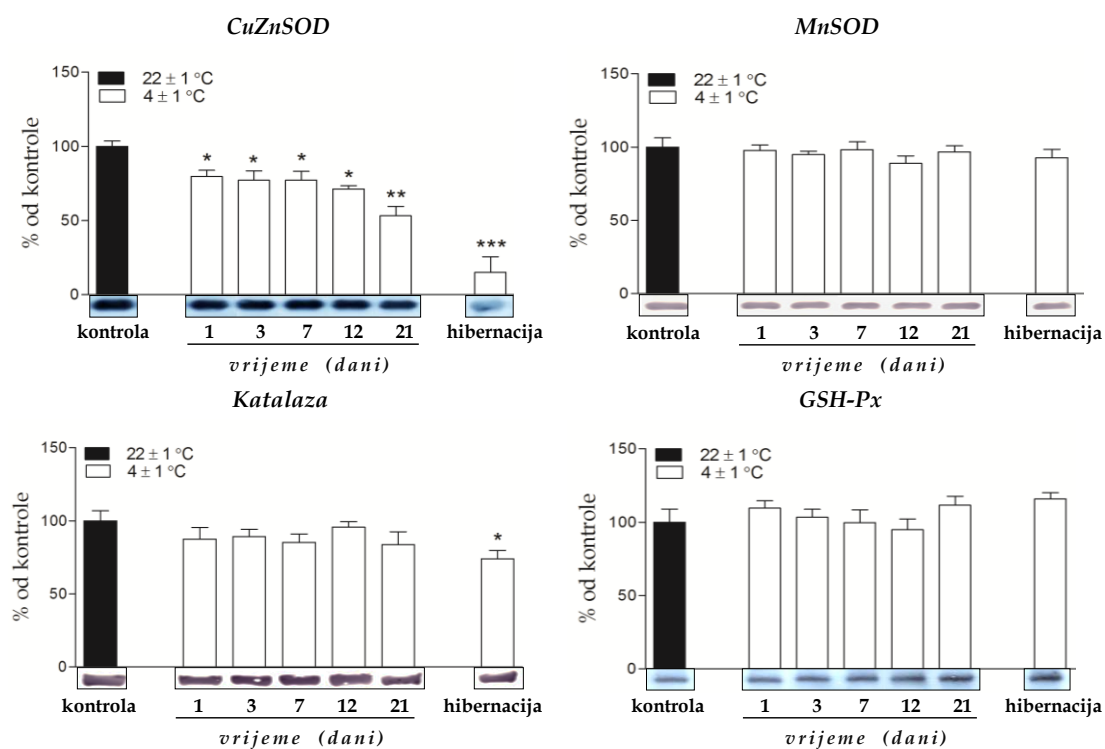 CuZnSOD
% od kontrole
150
100
50
0
22 ± 1 °C
4 ± 1 °C
* * * * ** ***
kontrola 1 3 7 12 21 hibernacija
vrijeme (dani)
MnSOD
% od kontrole
150
100
50
0
22 ± 1 °C
4 ± 1 °C
kontrola 1 3 7 12 21 hibernacija
vrijeme (dani)
Katalaza
% od kontrole
150
100
50
0
22 ± 1 °C
4 ± 1 °C
*
kontrola 1 3 7 12 21 hibernacija
vrijeme (dani)
GSH-Px
% od kontrole
150
100
50
0
22 ± 1 °C
4 ± 1 °C
kontrola 1 3 7 12 21 hibernacija
vrijeme (dani)